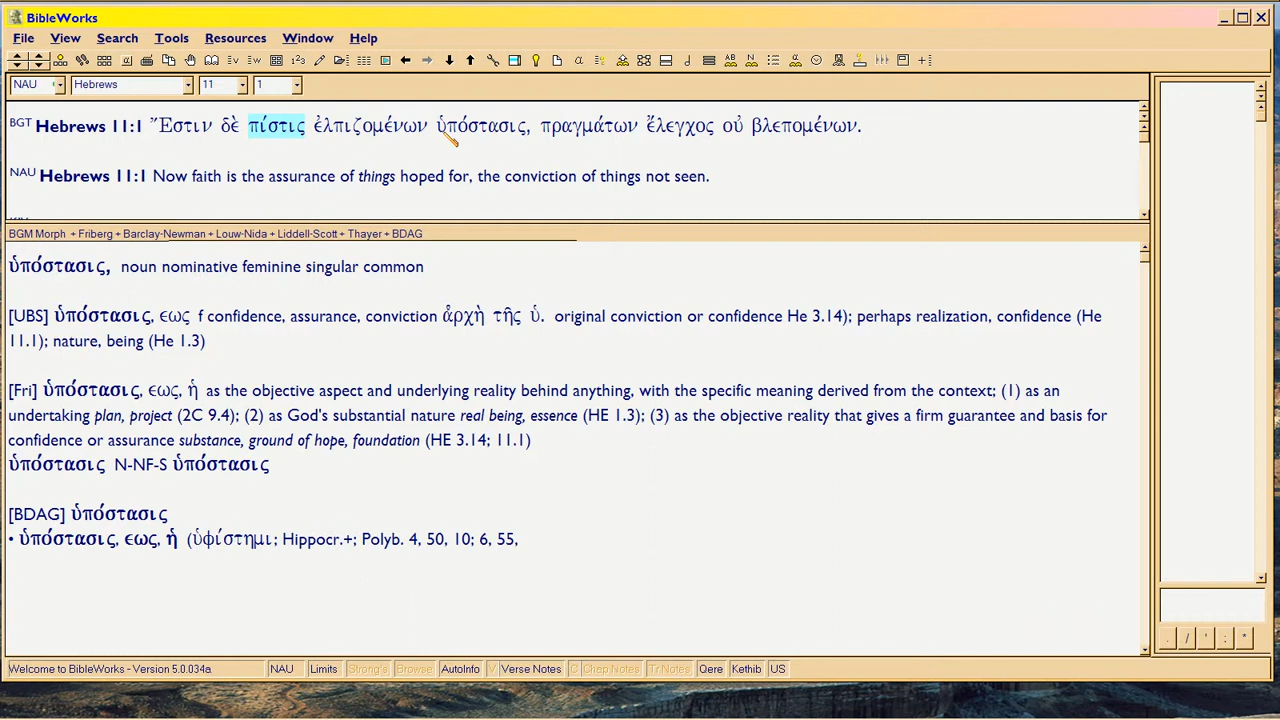 BibleWorks
File View Search Tools Resources Window Help
NAU Hebrews 11 1
BGT Hebrews 11:1 Ἔστιν δὲ πίστις ἐλπιζομένων ὑπόστασις, πραγμάτων ἔλεγχος οὐ βλεπομένων.
NAU Hebrews 11:1 Now faith is the assurance of things hoped for, the conviction of things not seen.
BGM Morph + Friberg + Barclay-Newman + Louw-Nida + Liddell-Scott + Thayer + BDAG
ὑπόστασις, noun nominative feminine singular common
[UBS] ὑπόστασις, εως f confidence, assurance, conviction ἀρχὴ τῆς ὑ. original conviction or confidence He 3.14); perhaps realization, confidence (He
11.1); nature, being (He 1.3)
[Fri] ὑπόστασις, εως, ἡ as the objective aspect and underlying reality behind anything, with the specific meaning derived from the context; (1) as an
undertaking plan, project (2C 9.4); (2) as God's substantial nature real being, essence (HE 1.3); (3) as the objective reality that gives a firm guarantee and basis for
confidence or assurance substance, ground of hope, foundation (HE 3.14; 11.1)
ὑπόστασις N-NF-S ὑπόστασις
[BDAG] ὑπόστασις
• ὑπόστασις, εως, ἡ (ὑφίστημι; Hippocr.+; Polyb. 4, 50, 10; 6, 55,
. / ' : *
Welcome to BibleWorks - Version 5.0.034a NAU Limits Strong's Browse AutoInfo V Verse Notes C Chap Notes Tr Notes Qere Kethib US